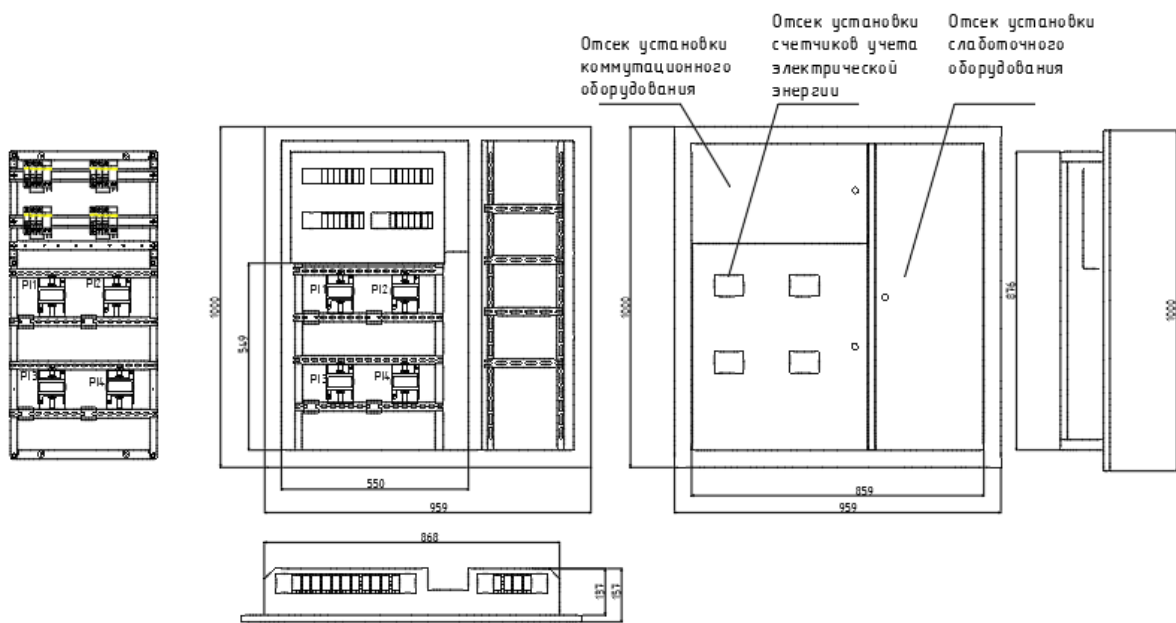 Отсек установки
коммутационного
оборудования
Отсек установки
счетчиков учета
электрической
энергии
Отсек установки
слаботочного
оборудования
PI1
PI2
PI3
PI4
1000
549
PI1
PI2
PI3
PI4
550
959
1000
859
959
876
1000
868
137
157